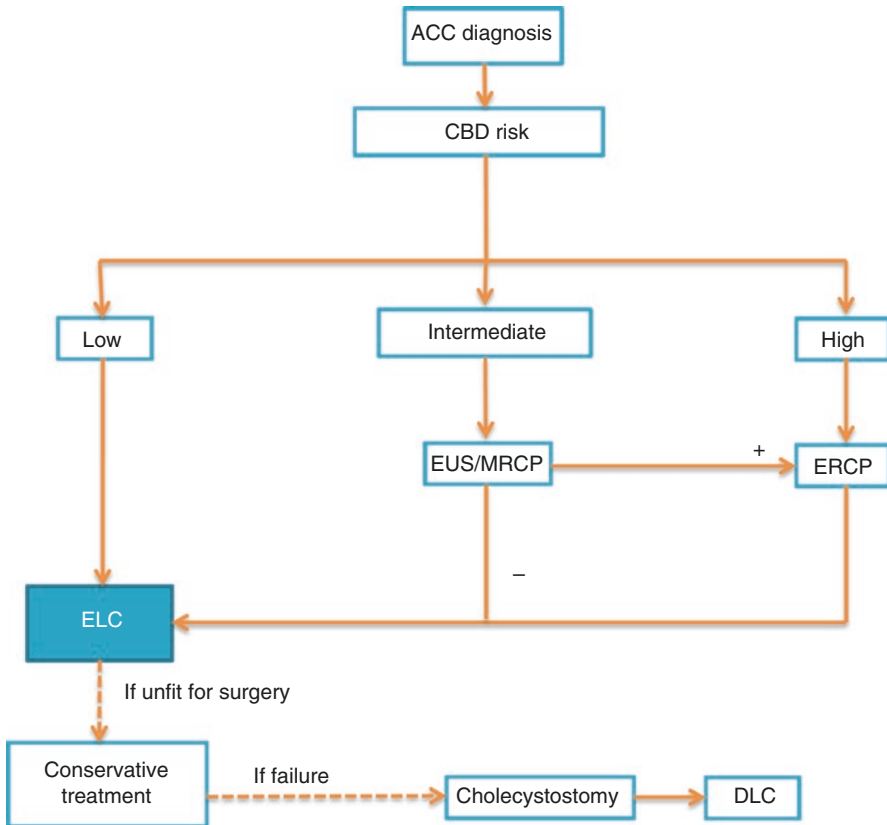 ACC diagnosis
CBD risk
Low
Intermediate
High
EUS/MRCP
+
ERCP
–
ELC
If unfit for surgery
Conservative
treatment
If failure
Cholecystostomy
DLC